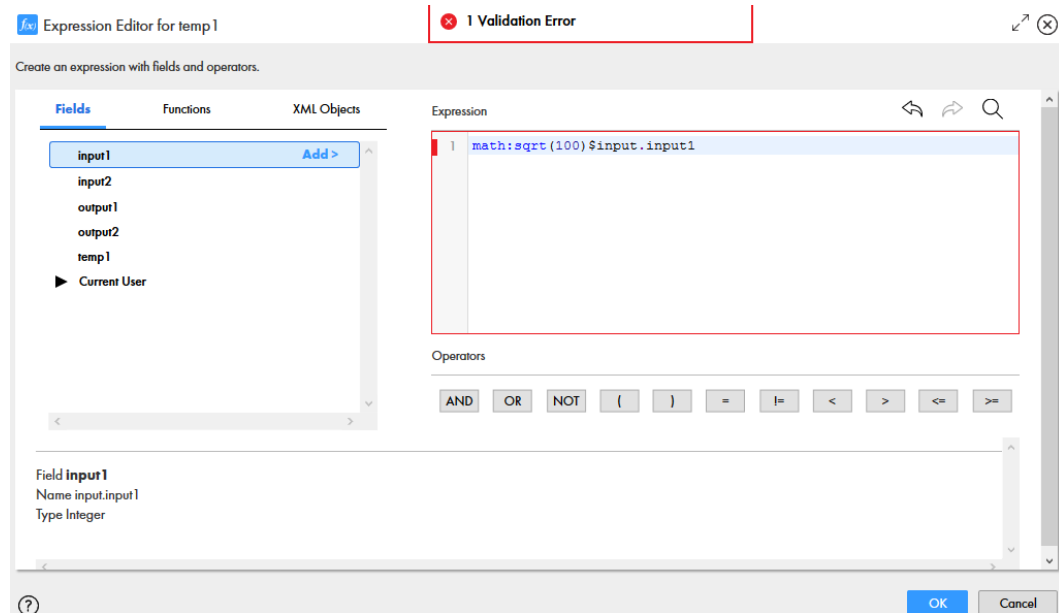 f(x) Expression Editor for temp1
1 Validation Error
Create an expression with fields and operators.
Fields Functions XML Objects
Expression
input1 Add >
input2
output1
output2
temp1
Current User
1 math:sqrt(100)$input.input1
Operators
AND OR NOT ( ) = != < > <= >=
Field input1
Name input.input1
Type Integer
?
OK Cancel